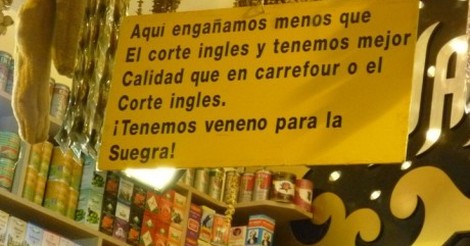 Aquí engañamos menos que
El corte ingles y tenemos mejor
Calidad que en carrefour o el
Corte ingles.
¡Tenemos veneno para la
Suegra!